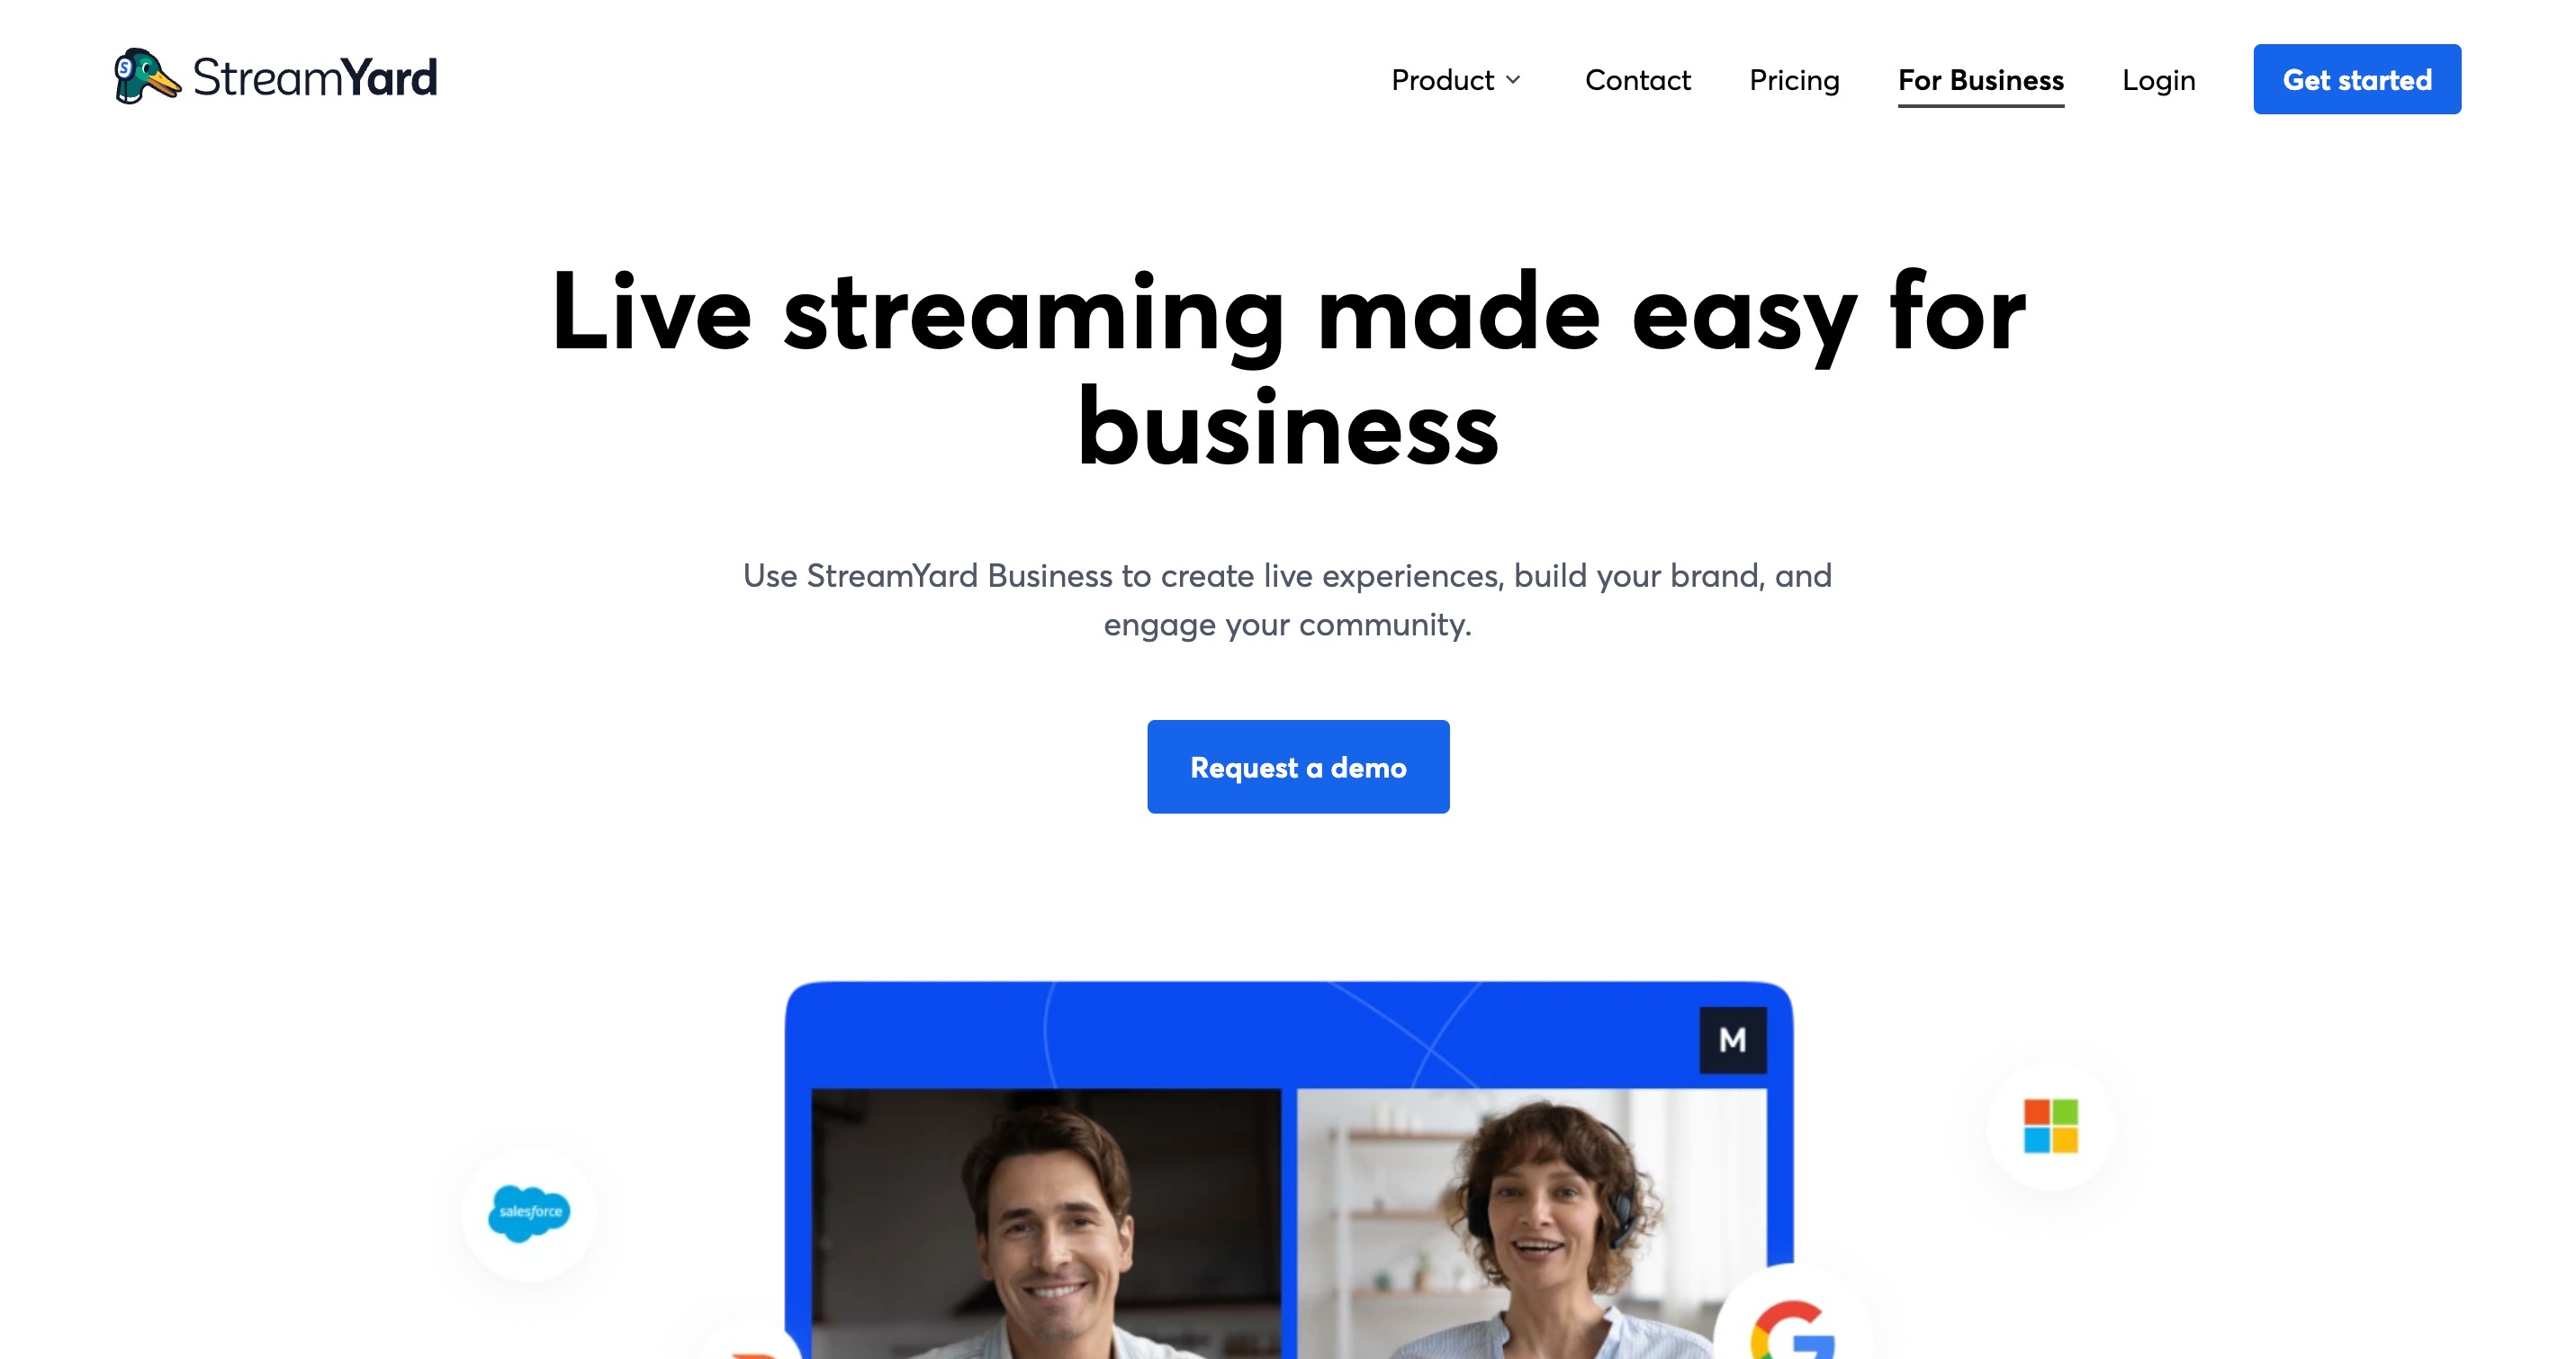 StreamYard
Product
Contact
Pricing
For Business
Login
Get started
Live streaming made easy for
business
Use StreamYard Business to create live experiences, build your brand, and
engage your community.
Request a demo
M
salesforce